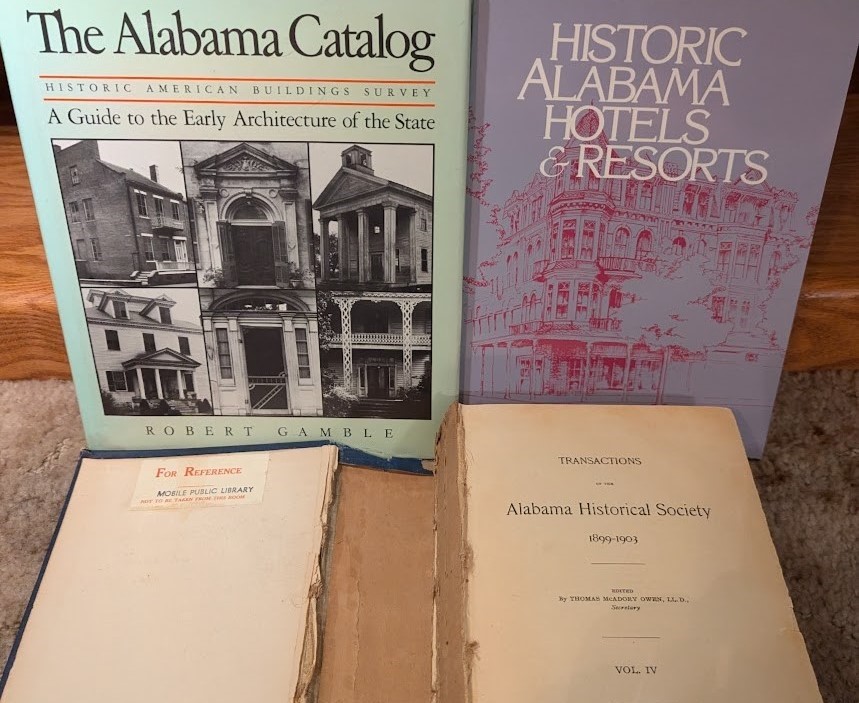 The Alabama Catalog
HISTORIC AMERICAN BUILDINGS SURVEY
A Guide to the Early Architecture of the State
ROBERT GAMBLE
HISTORIC
ALABAMA
HOTELS
& RESORTS
FOR REFERENCE
MOBILE PUBLIC LIBRARY
NOT TO BE TAKEN FROM THIS ROOM
TRANSACTIONS
OF THE
Alabama Historical Society
1899-1903
EDITED
By THOMAS McADORY OWEN, LL.D.,
Secretary
VOL. IV